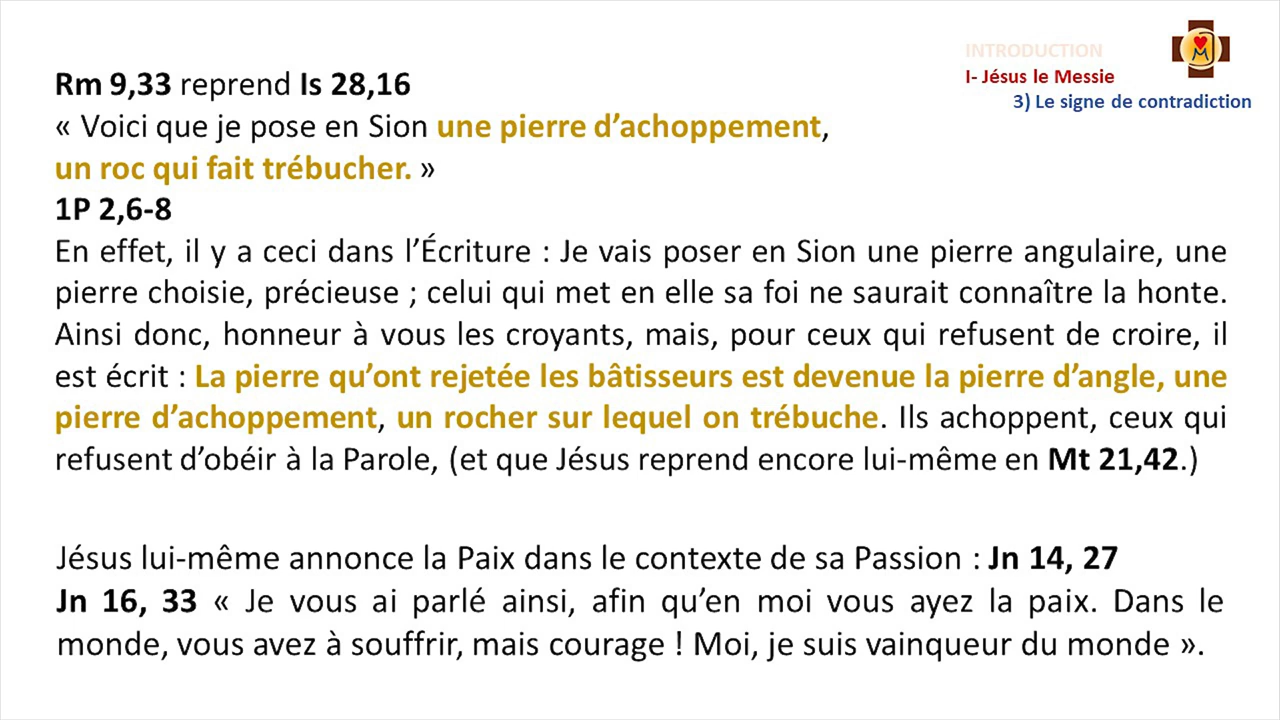 INTRODUCTION
I- Jésus le Messie
3) Le signe de contradiction
M
Rm 9,33 reprend Is 28,16
« Voici que je pose en Sion une pierre d’achoppement,
un roc qui fait trébucher. »
1P 2,6-8
En effet, il y a ceci dans l’Écriture : Je vais poser en Sion une pierre angulaire, une
pierre choisie, précieuse ; celui qui met en elle sa foi ne saurait connaître la honte.
Ainsi donc, honneur à vous les croyants, mais, pour ceux qui refusent de croire, il
est écrit : La pierre qu’ont rejetée les bâtisseurs est devenue la pierre d’angle, une
pierre d’achoppement, un rocher sur lequel on trébuche. Ils achoppent, ceux qui
refusent d’obéir à la Parole, (et que Jésus reprend encore lui-même en Mt 21,42.)
Jésus lui-même annonce la Paix dans le contexte de sa Passion : Jn 14, 27
Jn 16, 33 « Je vous ai parlé ainsi, afin qu’en moi vous ayez la paix. Dans le
monde, vous avez à souffrir, mais courage ! Moi, je suis vainqueur du monde ».